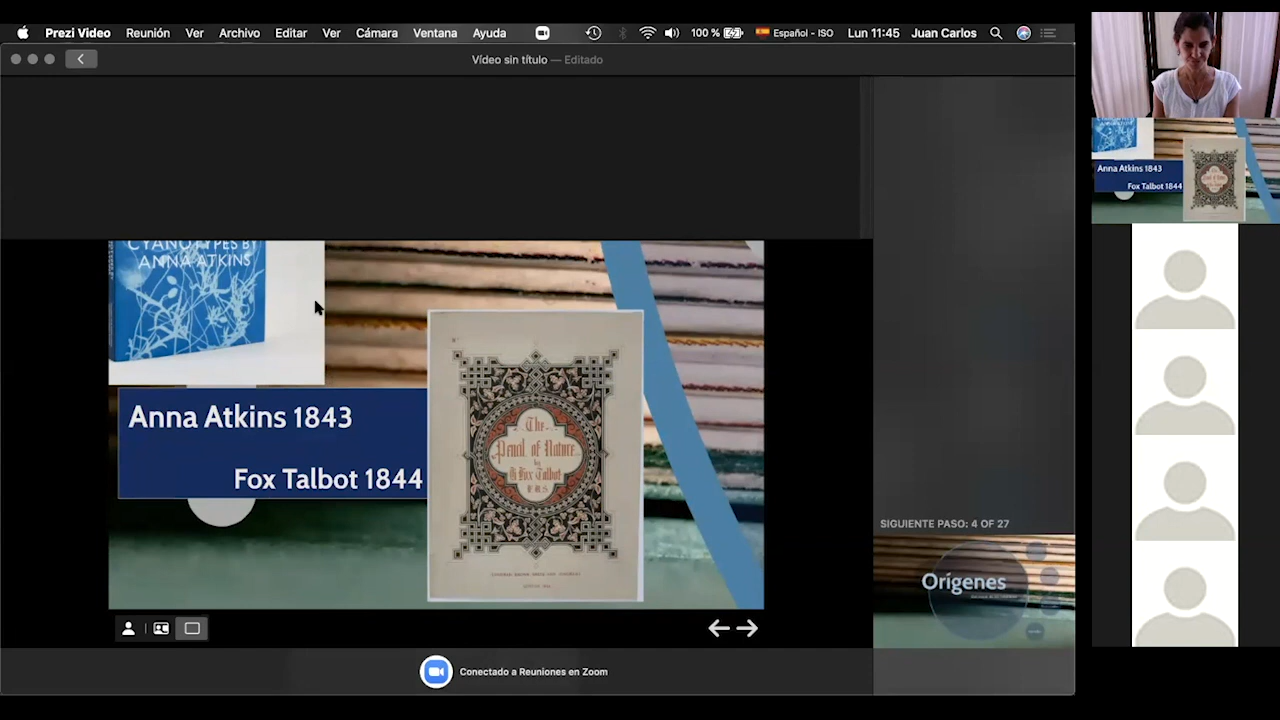 Prezi Video Reunión Ver Archivo Editar Ver Cámara Ventana Ayuda 100 % Español - ISO Lun 11:45 Juan Carlos
Vídeo sin título — Editado
CYANOTYPES BY
ANNA ATKINS
Anna Atkins 1843
Fox Talbot 1844
The
Pencil of Nature
by
H Fox Talbot
F.R.S.
SIGUIENTE PASO: 4 OF 27
Orígenes
Conectado a Reuniones en Zoom
Anna Atkins 1843
Fox Talbot 1844